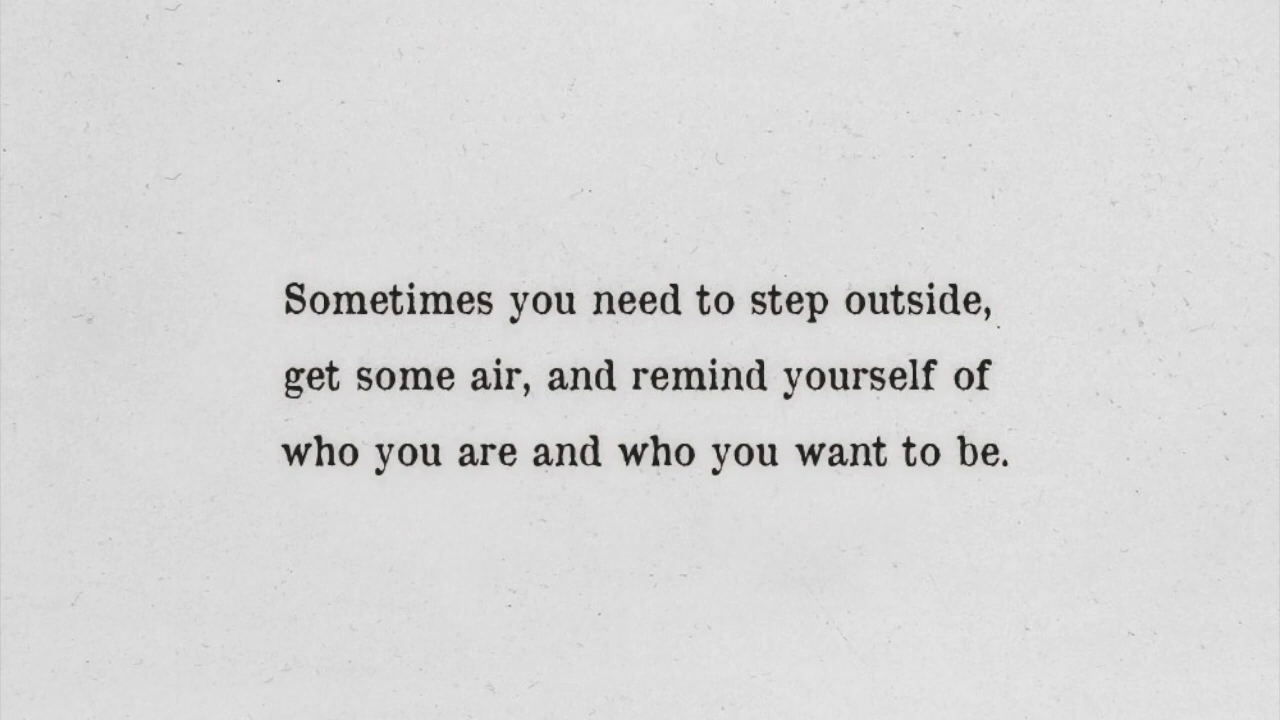 Sometimes you need to step outside,
get some air, and remind yourself of
who you are and who you want to be.